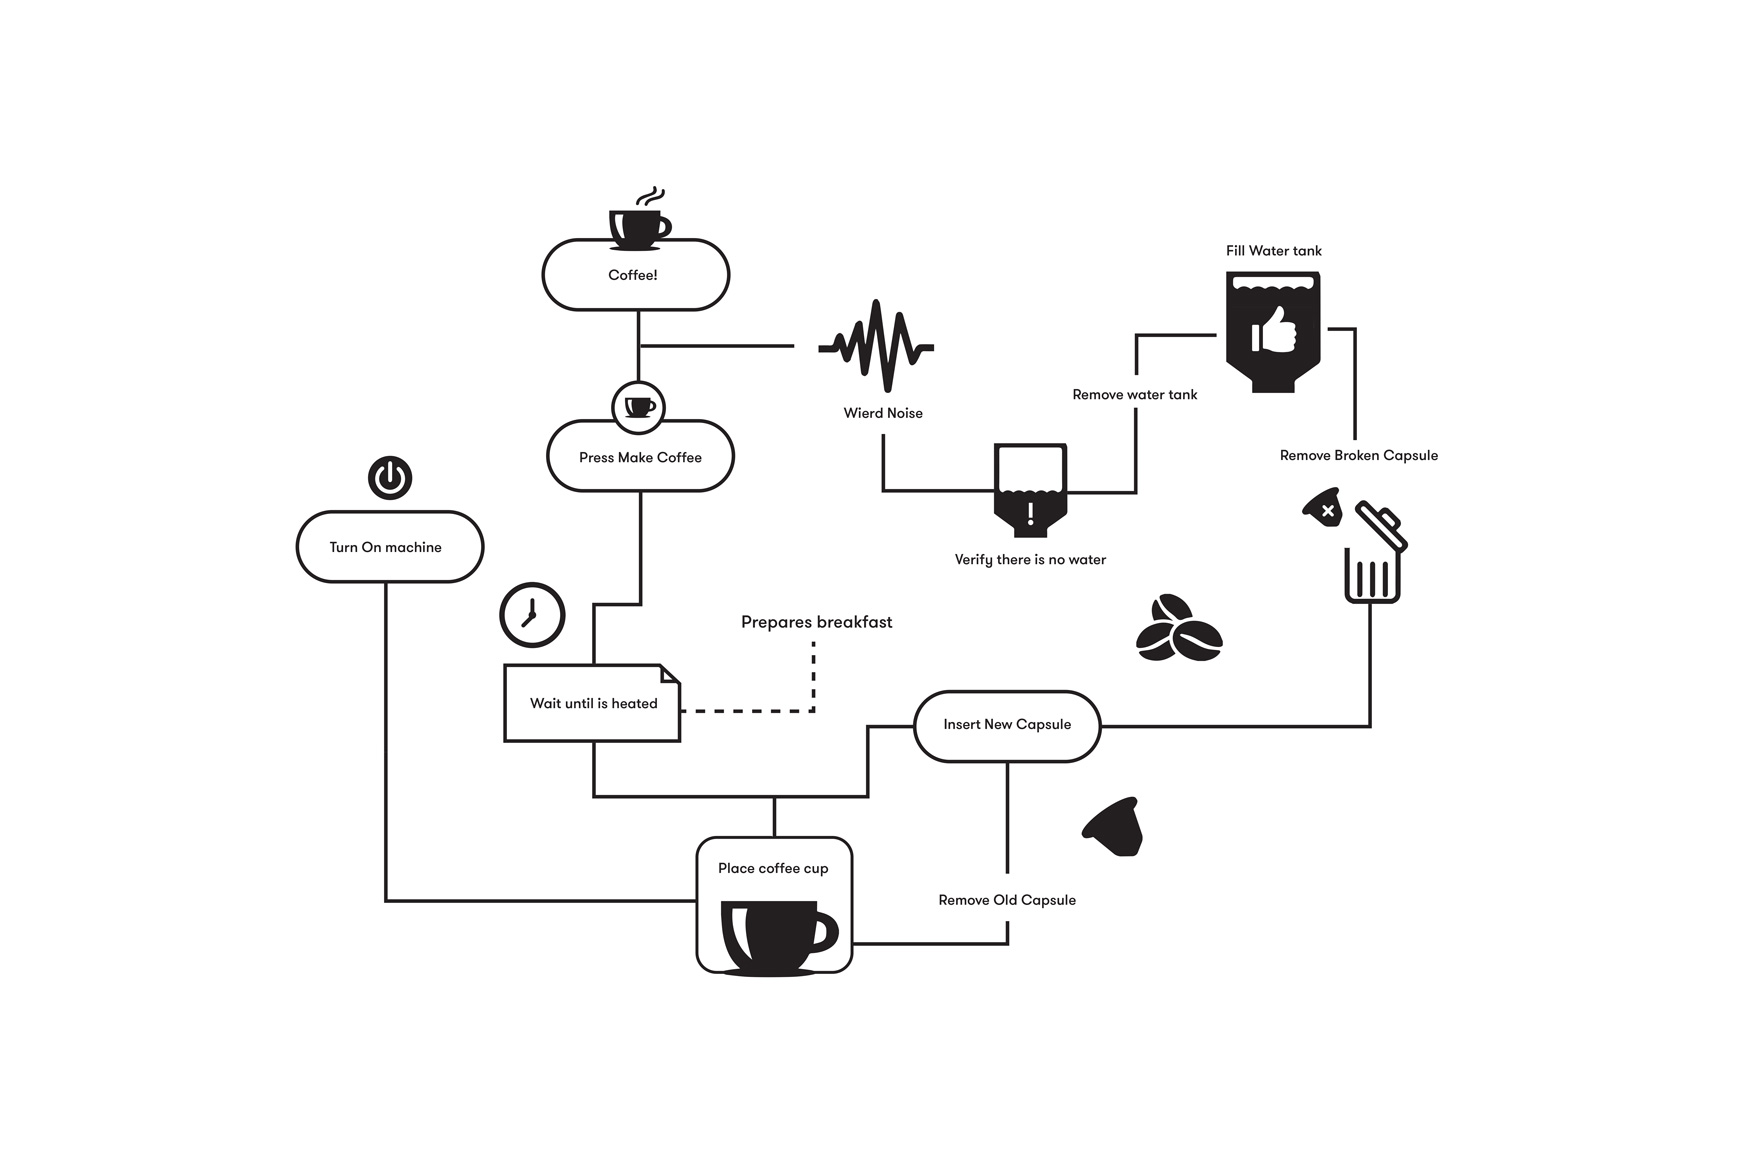 Coffee!
Fill Water tank
Remove water tank
Wierd Noise
Press Make Coffee
Remove Broken Capsule
Turn On machine
Verify there is no water
Prepares breakfast
Wait until is heated
Insert New Capsule
Place coffee cup
Remove Old Capsule